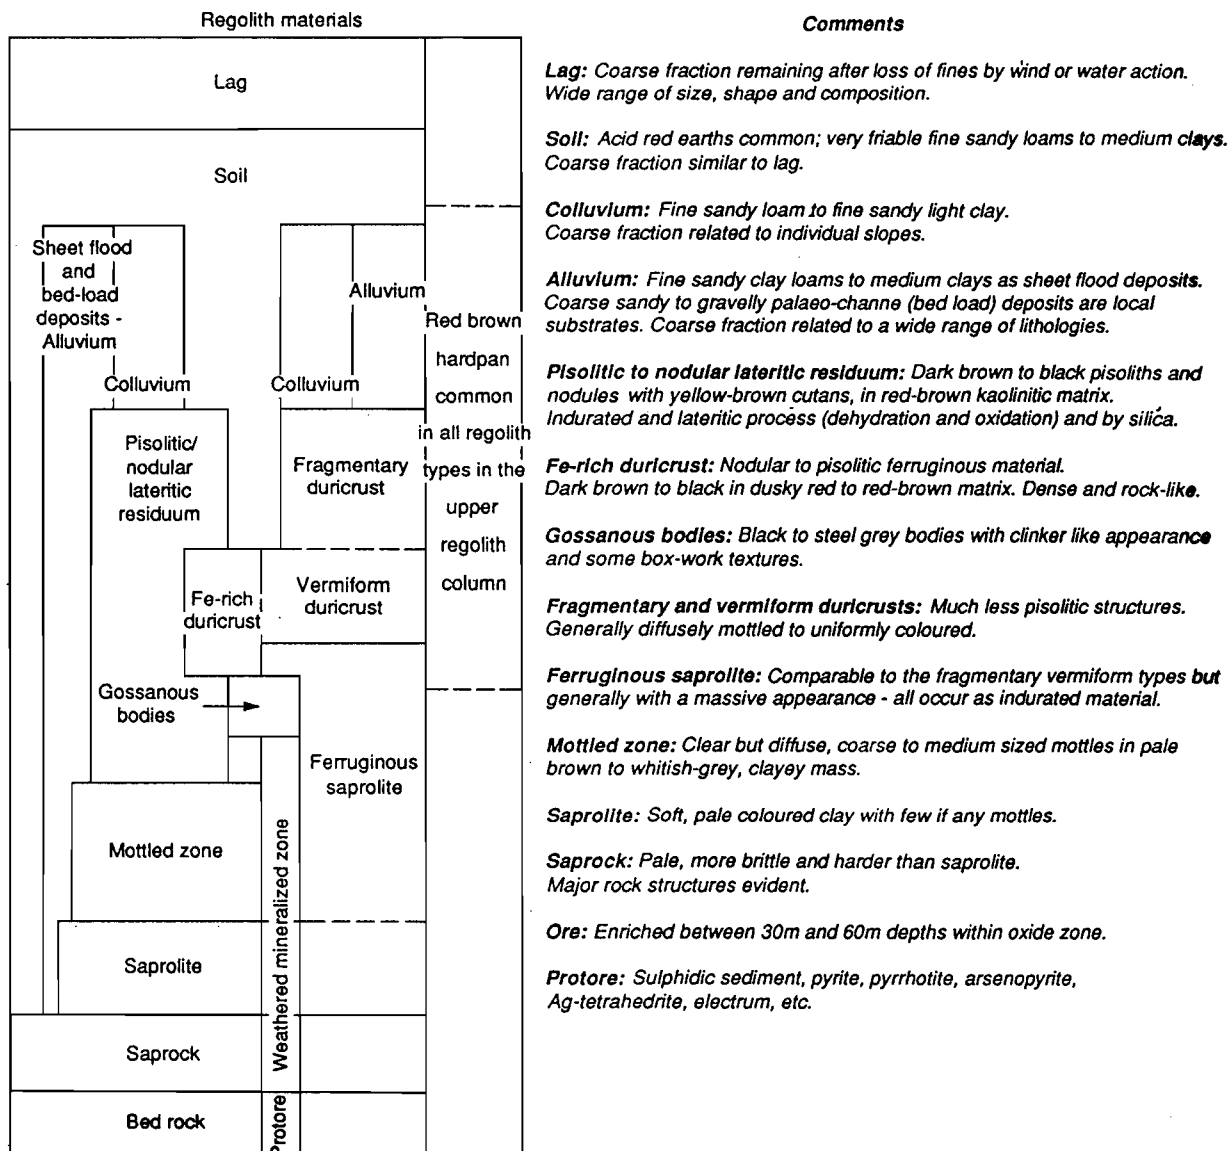 Regolith materials
Lag
Soil
Sheet flood
and
bed-load
deposits -
Alluvium
Colluvium
Colluvium
Alluvium
Red brown
hardpan
common
in all regolith
types in the
upper
regolith
column
Pisolitic/
nodular
lateritic
residuum
Fragmentary
duricrust
Fe-rich
duricrust
Vermiform
duricrust
Gossanous
bodies
Ferruginous
saprolite
Mottled zone
Weathered mineralized zone
Saprolite
Saprock
Bed rock
Protore
Comments
Lag: Coarse fraction remaining after loss of fines by wind or water action.
Wide range of size, shape and composition.
Soil: Acid red earths common; very friable fine sandy loams to medium clays.
Coarse fraction similar to lag.
Colluvium: Fine sandy loam to fine sandy light clay.
Coarse fraction related to individual slopes.
Alluvium: Fine sandy clay loams to medium clays as sheet flood deposits.
Coarse sandy to gravelly palaeo-channe (bed load) deposits are local
substrates. Coarse fraction related to a wide range of lithologies.
Pisolitic to nodular lateritic residuum: Dark brown to black pisoliths and
nodules with yellow-brown cutans, in red-brown kaolinitic matrix.
Indurated and lateritic process (dehydration and oxidation) and by silica.
Fe-rich duricrust: Nodular to pisolitic ferruginous material.
Dark brown to black in dusky red to red-brown matrix. Dense and rock-like.
Gossanous bodies: Black to steel grey bodies with clinker like appearance
and some box-work textures.
Fragmentary and vermiform duricrusts: Much less pisolitic structures.
Generally diffusely mottled to uniformly coloured.
Ferruginous saprolite: Comparable to the fragmentary vermiform types but
generally with a massive appearance - all occur as indurated material.
Mottled zone: Clear but diffuse, coarse to medium sized mottles in pale
brown to whitish-grey, clayey mass.
Saprolite: Soft, pale coloured clay with few if any mottles.
Saprock: Pale, more brittle and harder than saprolite.
Major rock structures evident.
Ore: Enriched between 30m and 60m depths within oxide zone.
Protore: Sulphidic sediment, pyrite, pyrrhotite, arsenopyrite,
Ag-tetrahedrite, electrum, etc.